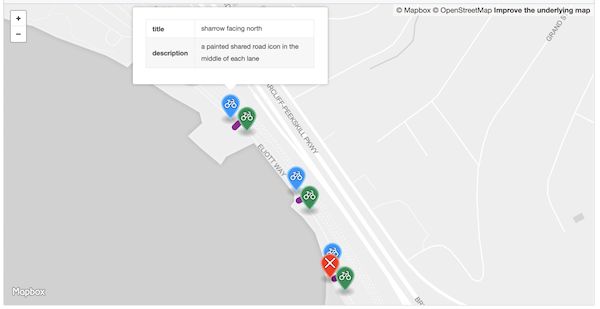 +
−
© Mapbox © OpenStreetMap Improve the underlying map
title sharrow facing north
description a painted shared road icon in the
middle of each lane
GRAND S
ARCLIFF-PEEKSKILL PKWY
ELIOTT WAY
BR
Mapbox